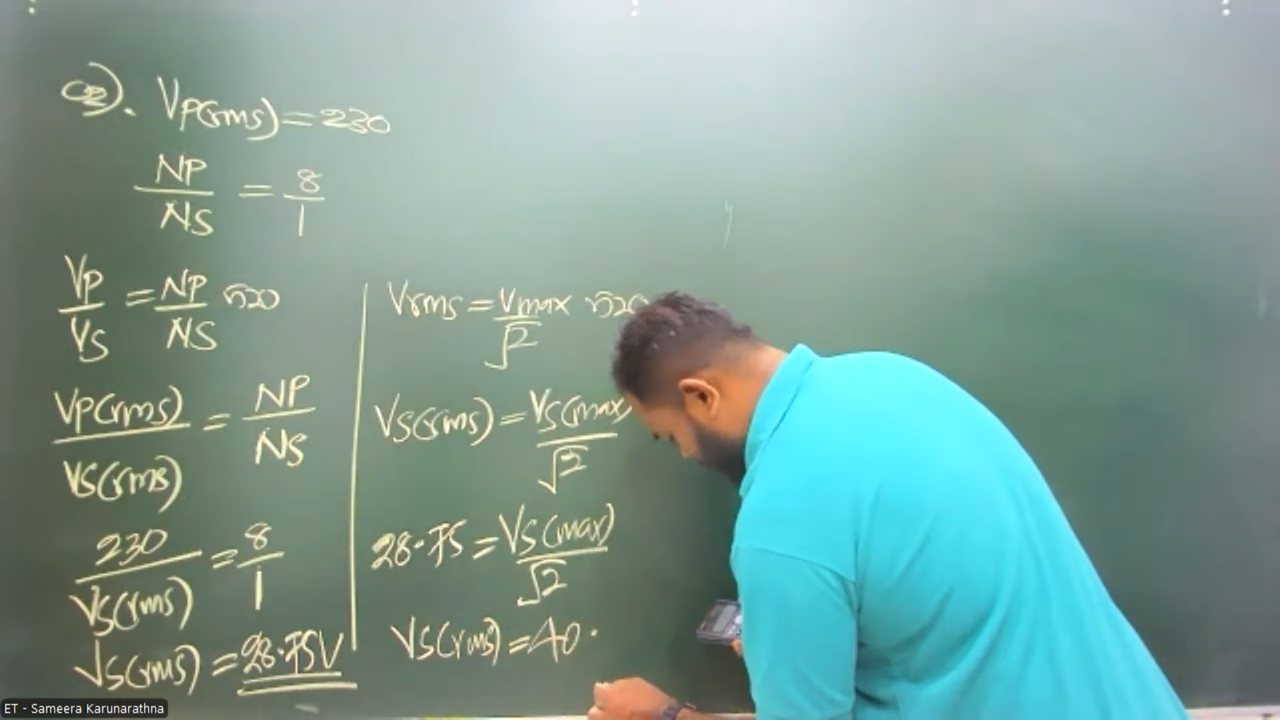 02). Vp(rms) = 230
NP/NS = 8/1
Vp/Vs = NP/NS නිසා
Vp(rms)/Vs(rms) = NP/NS
230/Vs(rms) = 8/1
Vs(rms) = 28.75V
Vrms = Vmax/√2
Vs(rms) = Vs(max)/√2
28.75 = Vs(max)/√2
Vs(rms) = 40.
ET - Sameera Karunarathna